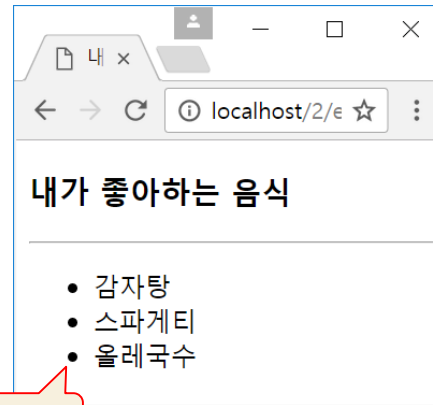 내
localhost/2/e
내가 좋아하는 음식
감자탕
스파게티
올레국수